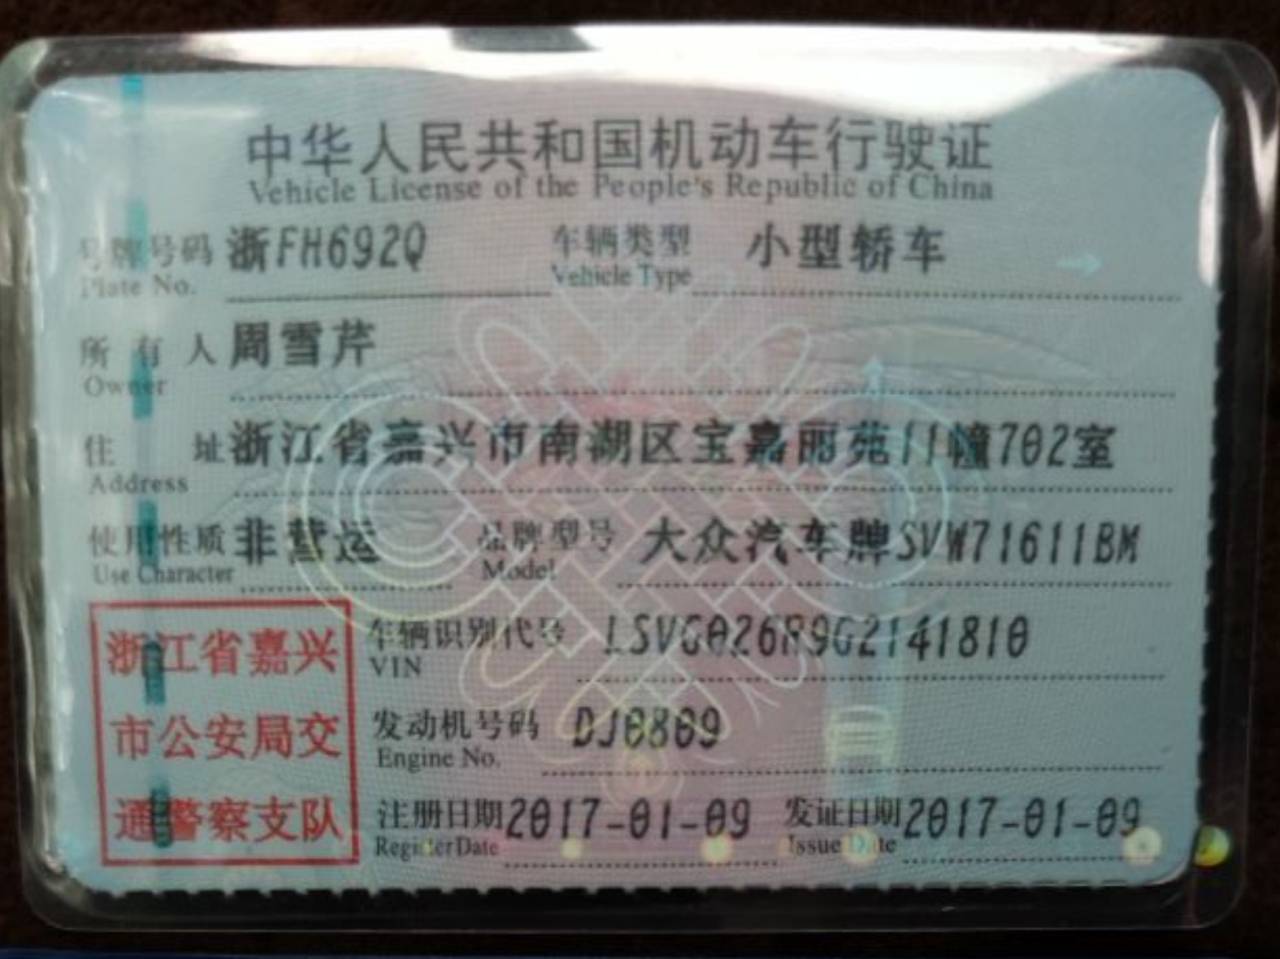 中华人民共和国机动车行驶证
Vehicle License of the People's Republic of China
号牌号码 浙FH692Q 车辆类型 小型轿车
Plate No. Vehicle Type
所有人 周雪芹
Owner
住址 浙江省嘉兴市南湖区宝嘉丽苑11幢702室
Address
使用性质 非营运 品牌型号 大众汽车牌SVW71611BM
Use Character Model
浙江省嘉兴
市公安局交
通警察支队
车辆识别代号 LSVG026R9G2141810
VIN
发动机号码 DJ0809
Engine No.
注册日期 2017-01-09 发证日期 2017-01-09
Register Date Issue Date